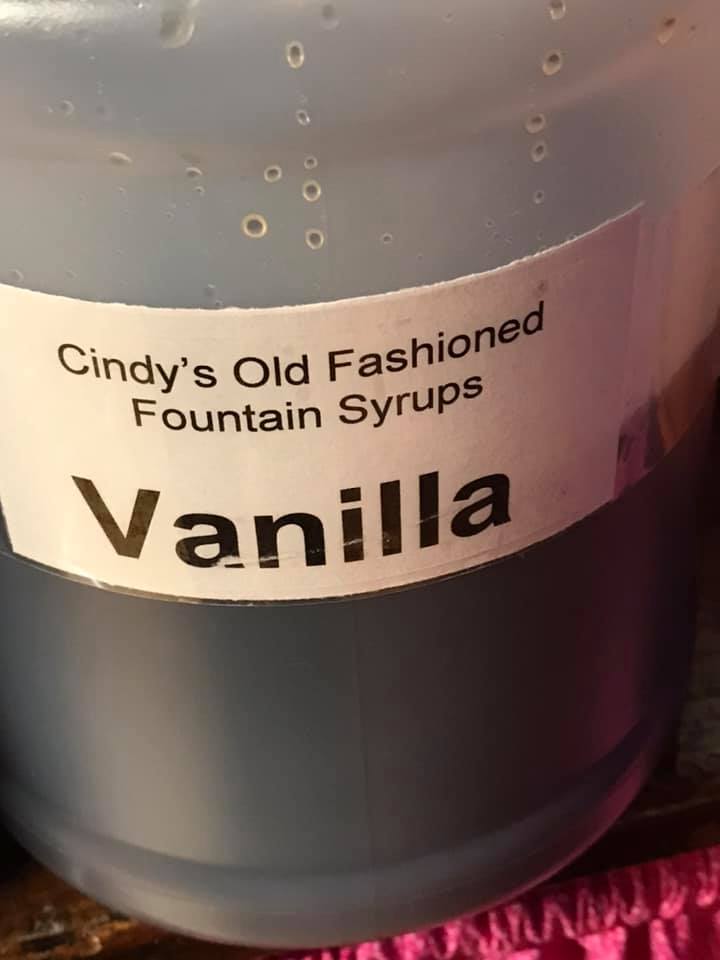 Cindy's Old Fashioned
Fountain Syrups
Vanilla